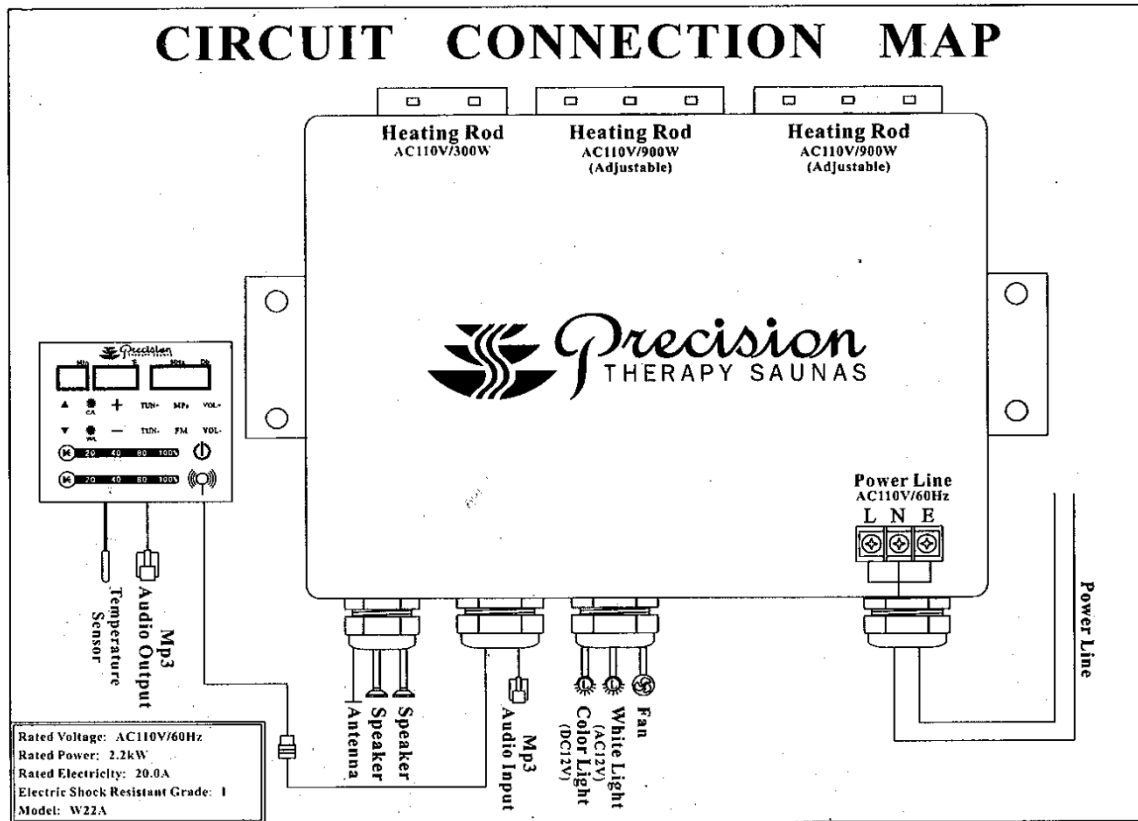 CIRCUIT CONNECTION MAP
Heating Rod
AC110V/300W
Heating Rod
AC110V/900W
(Adjustable)
Heating Rod
AC110V/900W
(Adjustable)
Precision
THERAPY SAUNAS
Precision
THERAPY SAUNAS
TUN+ VOL+
TUN- FM VOL-
20 40 80 100%
20 40 80 100%
Power Line
AC110V/60Hz
L N E
Power Line
Temperature
Sensor
Mp3
Audio Output
Antenna
Speaker
Speaker
Mp3
Audio Input
Color Light
(DC12V)
White Light
(AC12V)
Fan
Rated Voltage: AC110V/60Hz
Rated Power: 2.2kW
Rated Electricity: 20.0A
Electric Shock Resistant Grade: I
Model: W22A